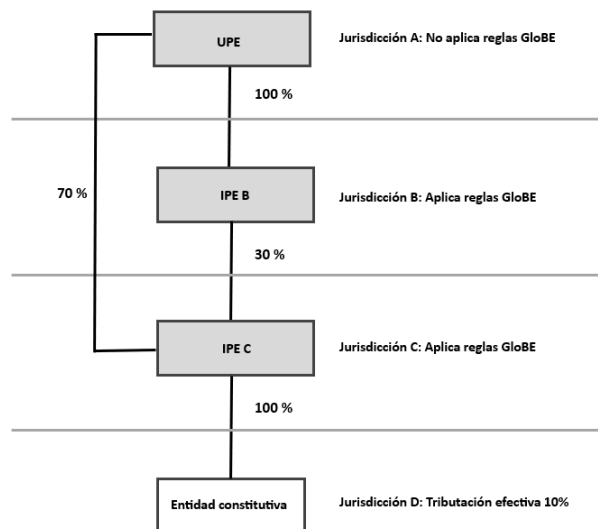 UPE
Jurisdicción A: No aplica reglas GloBE
100 %
70 %
IPE B
Jurisdicción B: Aplica reglas GloBE
30 %
IPE C
Jurisdicción C: Aplica reglas GloBE
100 %
Entidad constitutiva
Jurisdicción D: Tributación efectiva 10%